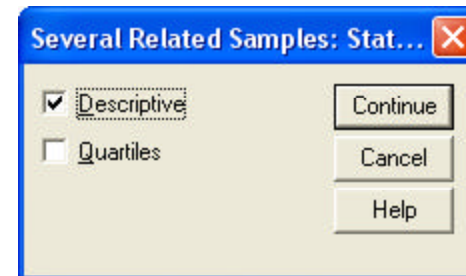 Several Related Samples: Stat...
Descriptive
Quartiles
Continue
Cancel
Help